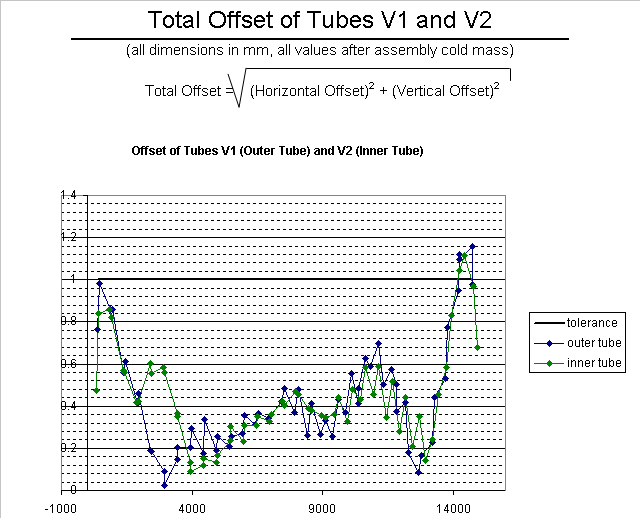 Total Offset of Tubes V1 and V2
(all dimensions in mm, all values after assembly cold mass)
Total Offset = √(Horizontal Offset)² + (Vertical Offset)²
Offset of Tubes V1 (Outer Tube) and V2 (Inner Tube)
1.4
1.2
1
0.8
0.6
0.4
0.2
0
-1000 4000 9000 14000
tolerance
outer tube
inner tube